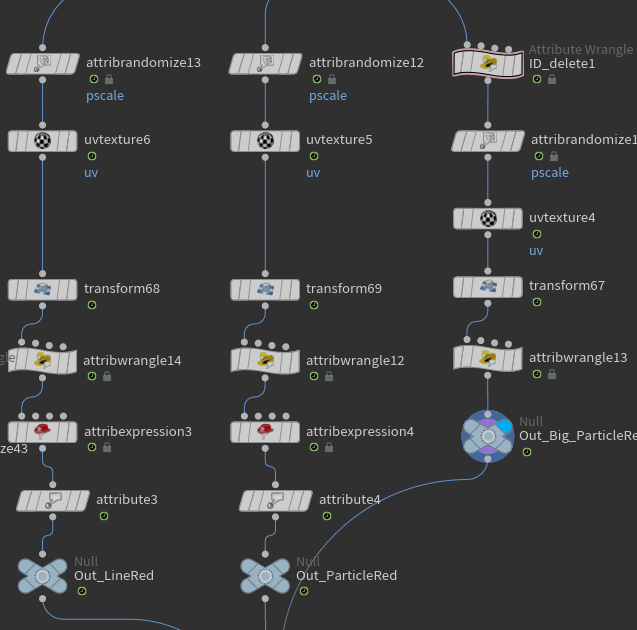 attribrandomize13
pscale
uvtexture6
uv
transform68
attribwrangle14
attribexpression3
ze43
attribute3
Null
Out_LineRed
attribrandomize12
pscale
uvtexture5
uv
transform69
attribwrangle12
attribexpression4
attribute4
Null
Out_ParticleRed
Attribute Wrangle
ID_delete1
attribrandomize1
pscale
uvtexture4
uv
transform67
attribwrangle13
Null
Out_Big_ParticleRe